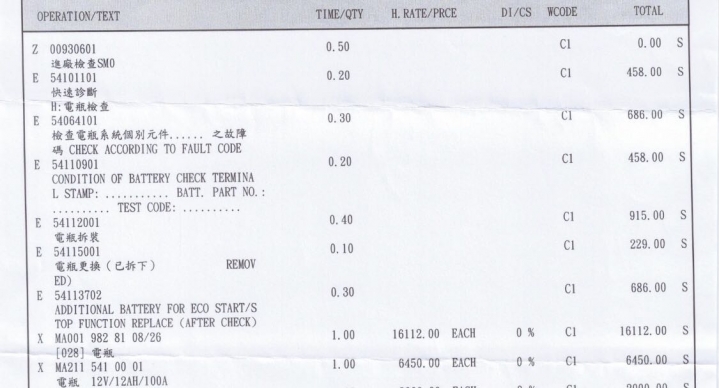 OPERATION/TEXT TIME/QTY H.RATE/PRCE DI/CS WCODE TOTAL
Z 00930601 0.50 C1 0.00 S
進廠檢查SM0
E 54101101 0.20 C1 458.00 S
快速診斷
H:電瓶檢查
E 54064101 0.30 C1 686.00 S
檢查電瓶系統個別元件...... 之故障
碼 CHECK ACCORDING TO FAULT CODE
E 54110901 0.20 C1 458.00 S
CONDITION OF BATTERY CHECK TERMINA
L STAMP: ........... BATT. PART NO.:
.......... TEST CODE: ..........
E 54112001 0.40 C1 915.00 S
電瓶拆裝
E 54115001 0.10 C1 229.00 S
電瓶更換（已拆下） REMOV
ED)
E 54113702 0.30 C1 686.00 S
ADDITIONAL BATTERY FOR ECO START/S
TOP FUNCTION REPLACE (AFTER CHECK)
X MA001 982 81 08/26 1.00 16112.00 EACH 0 % C1 16112.00 S
[028] 電瓶
X MA211 541 00 01 1.00 6450.00 EACH 0 % C1 6450.00 S
電瓶 12V/12AH/100A